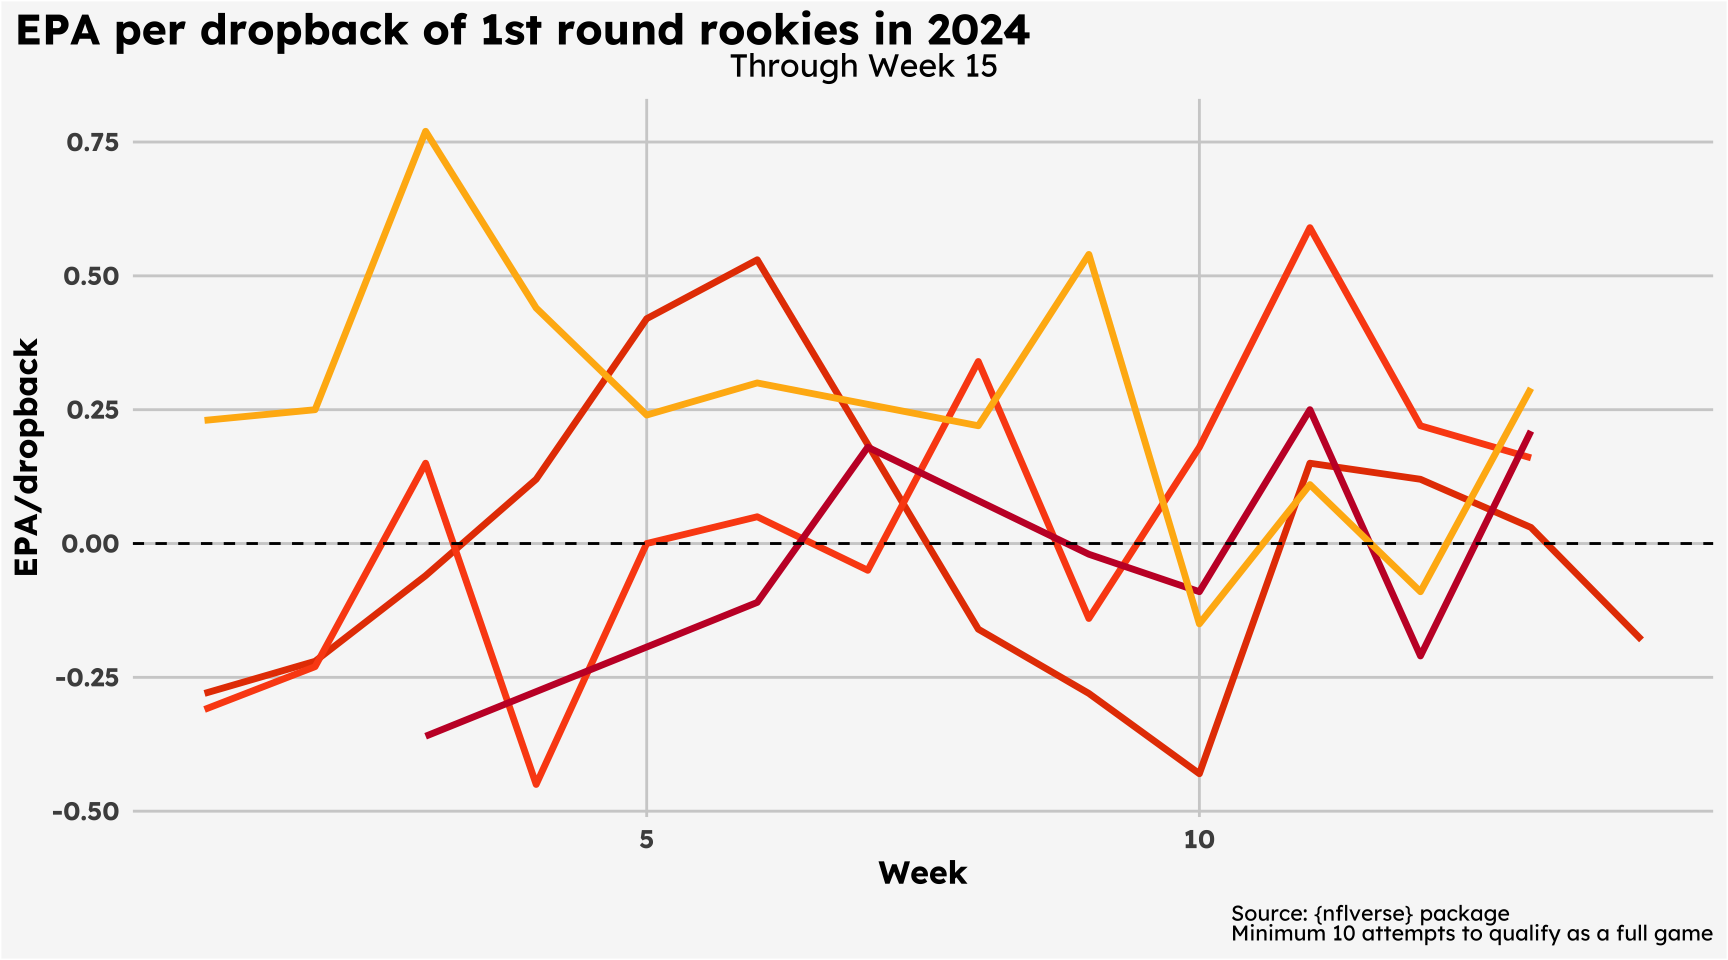 EPA per dropback of 1st round rookies in 2024
Through Week 15
EPA/dropback
0.75
0.50
0.25
0.00
-0.25
-0.50
5
10
Week
Source: {nflverse} package
Minimum 10 attempts to qualify as a full game